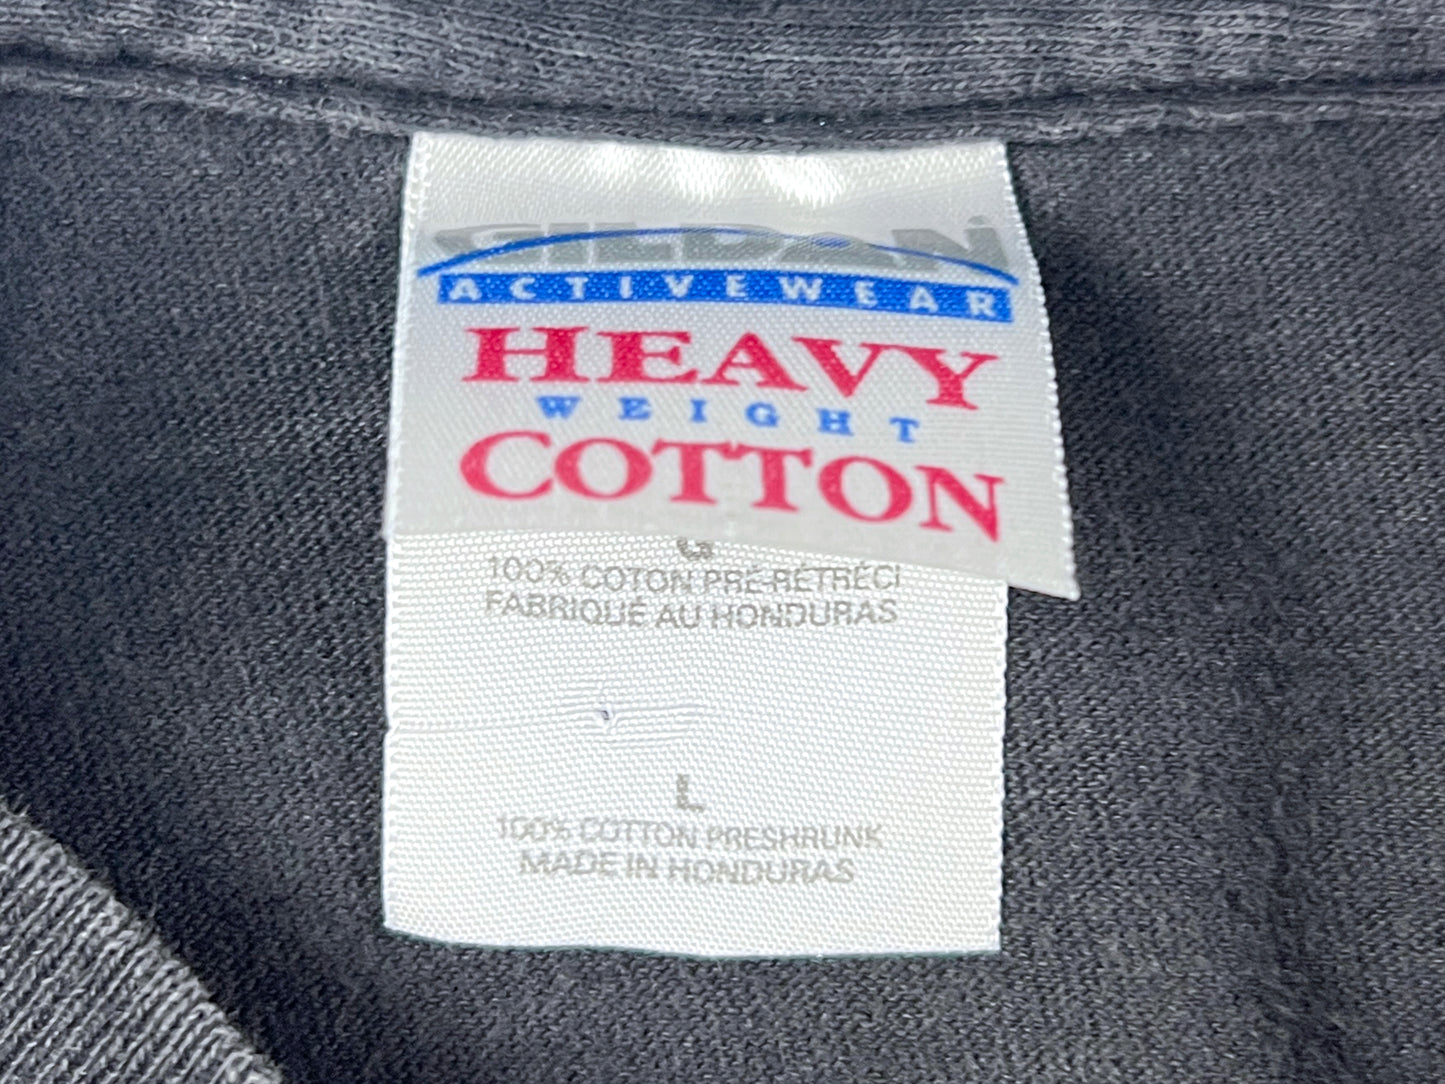 GILDAN
ACTIVEWEAR
HEAVY
WEIGHT
COTTON
G
100% COTON PRÉ-RÉTRÉCI
FABRIQUÉ AU HONDURAS
L
100% COTTON PRESHRUNK
MADE IN HONDURAS